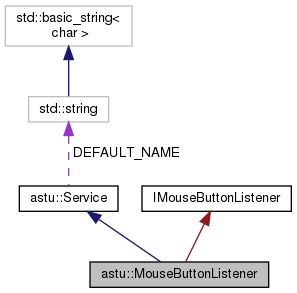 std::basic_string<
char >
std::string
DEFAULT_NAME
astu::Service
IMouseButtonListener
astu::MouseButtonListener